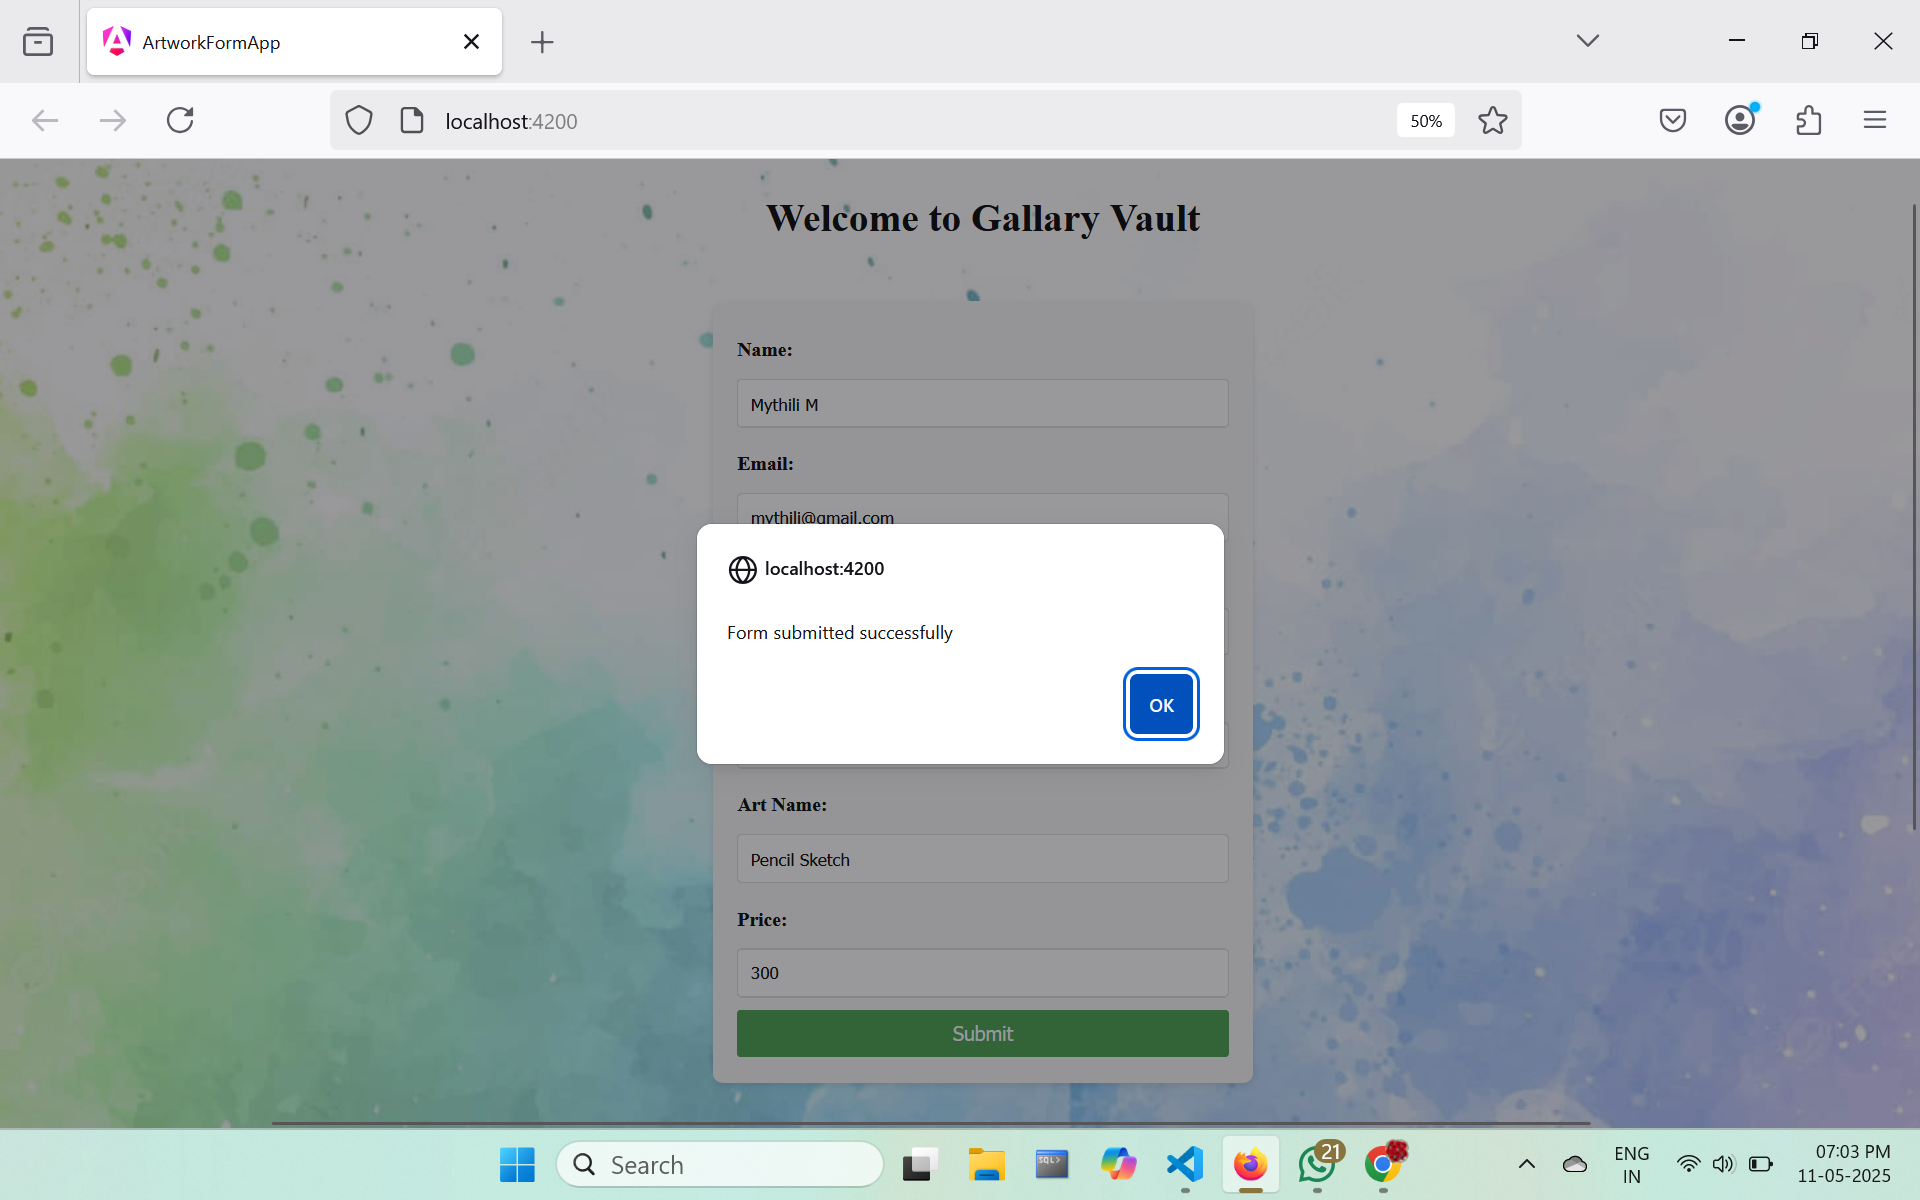 ArtworkFormApp
localhost:4200
50%
Welcome to Gallary Vault
Name:
Mythili M
Email:
mythili@gmail.com
localhost:4200
Form submitted successfully
OK
Art Name:
Pencil Sketch
Price:
300
Submit
Search
SQL>
21
ENG
IN
07:03 PM
11-05-2025